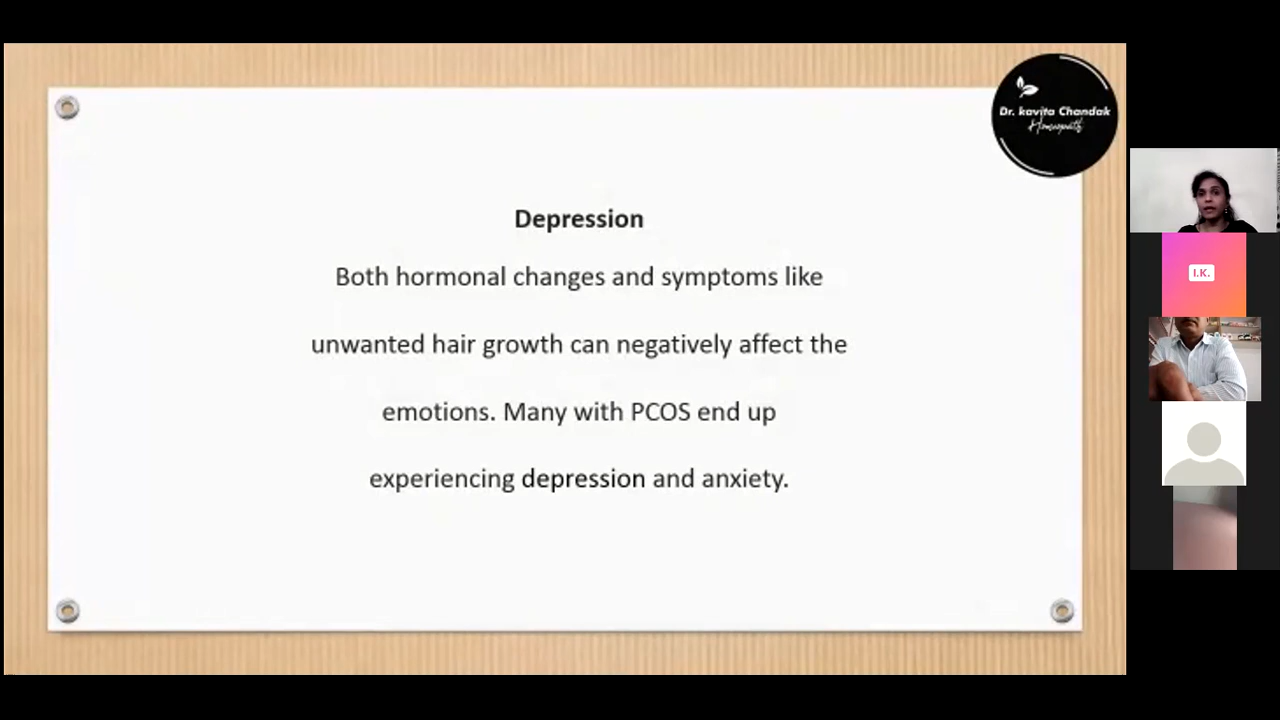 Dr. kavita Chandak
Homeopath
Depression
Both hormonal changes and symptoms like
unwanted hair growth can negatively affect the
emotions. Many with PCOS end up
experiencing depression and anxiety.
I.K.